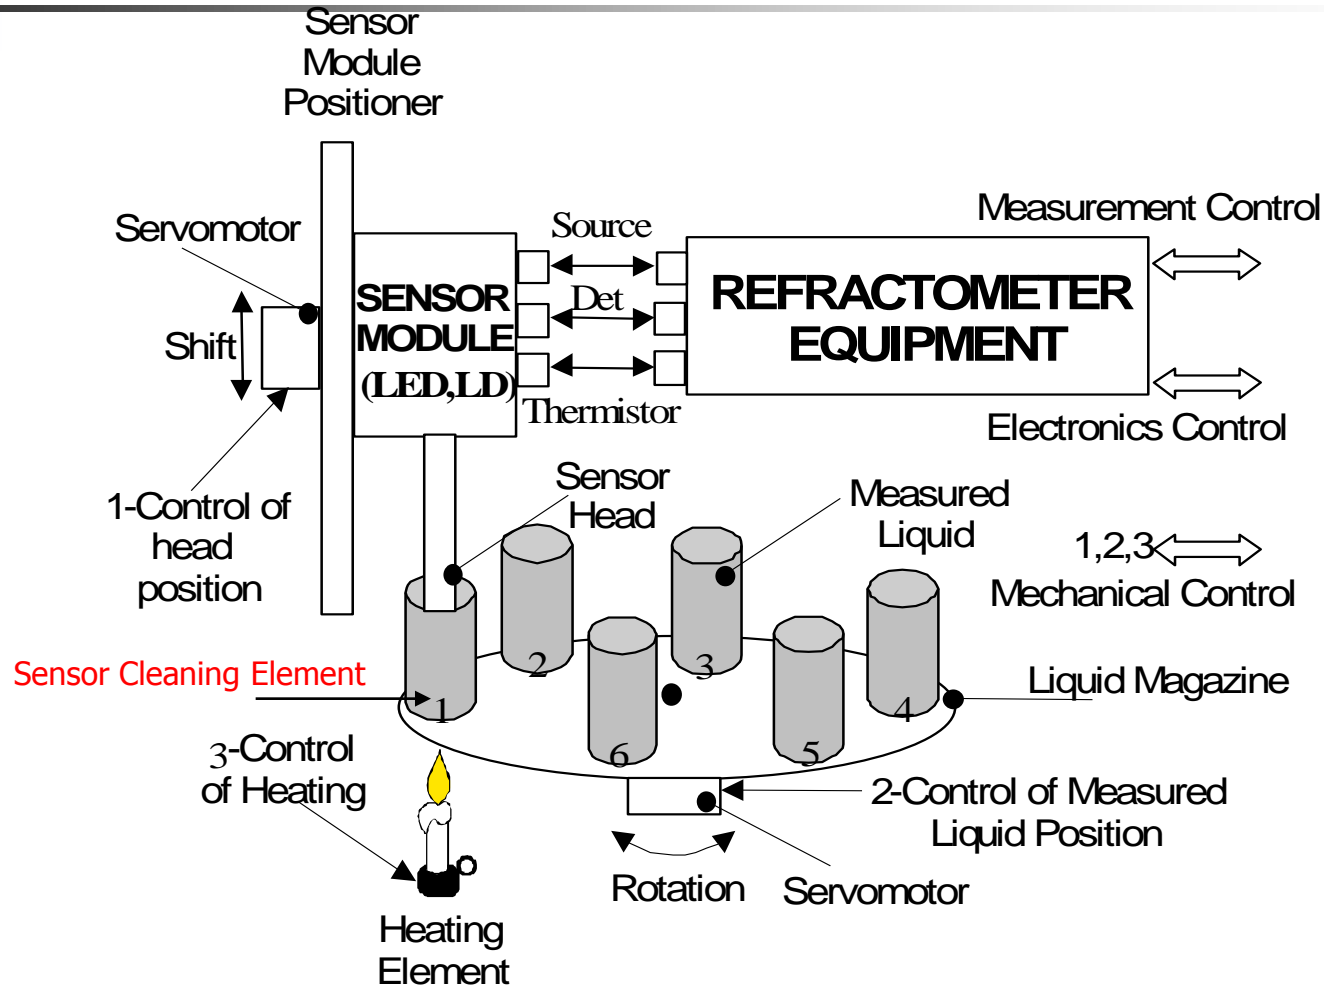 Sensor
Module
Positioner
Servomotor
Shift
SENSOR
MODULE
(LED,LD)
Source
Det
Thermistor
REFRACTOMETER
EQUIPMENT
Measurement Control
Electronics Control
1-Control of
head
position
Sensor
Head
Measured
Liquid
1,2,3
Mechanical Control
Sensor Cleaning Element
1
2
3
4
5
6
Liquid Magazine
3-Control
of Heating
2-Control of Measured
Liquid Position
Rotation
Servomotor
Heating
Element